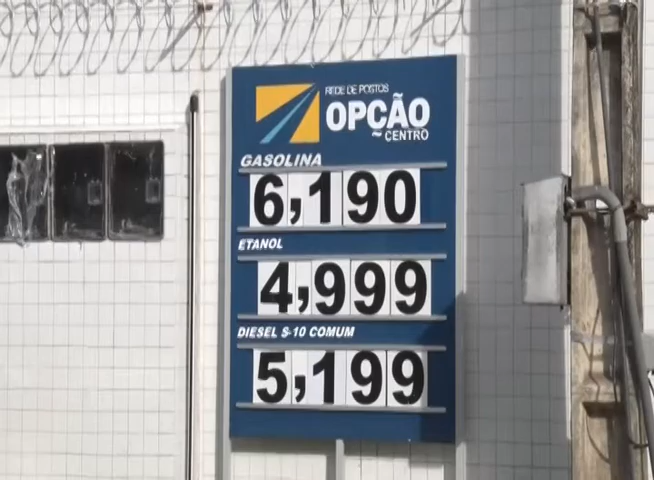 REDE DE POSTOS
OPÇÃO
CENTRO
GASOLINA
6,190
ETANOL
4,999
DIESEL S-10 COMUM
5,199